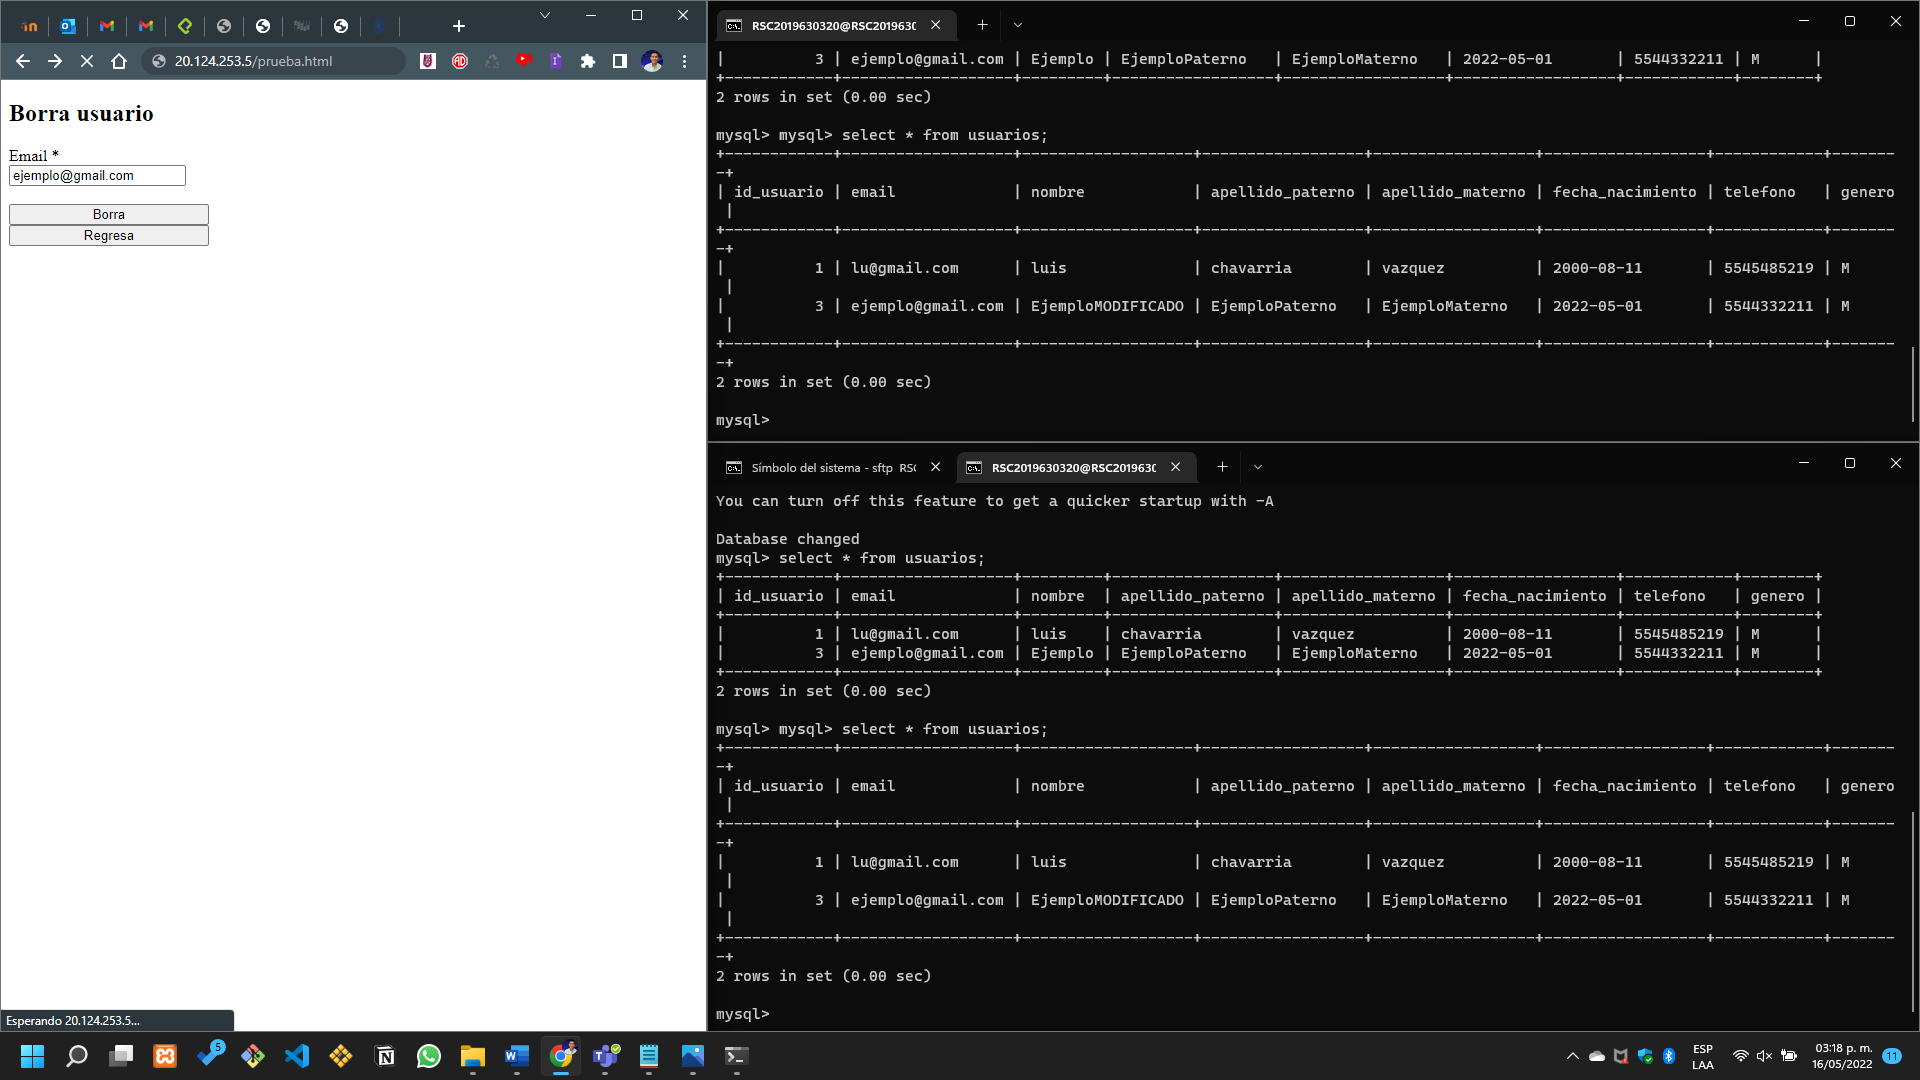 20.124.253.5/prueba.html
Borra usuario
Email *
ejemplo@gmail.com
Borra
Regresa
Esperando 20.124.253.5...
RSC2019630320@RSC201963(
| 3 | ejemplo@gmail.com | Ejemplo | EjemploPaterno | EjemploMaterno | 2022-05-01 | 5544332211 | M |
+------------+-------------------+---------+------------------+------------------+------------------+------------+--------+
2 rows in set (0.00 sec)
mysql> mysql> select * from usuarios;
+------------+-------------------+-------------------+------------------+------------------+------------------+------------+-------
-+
| id_usuario | email | nombre | apellido_paterno | apellido_materno | fecha_nacimiento | telefono | genero
|
+------------+-------------------+-------------------+------------------+------------------+------------------+------------+-------
-+
| 1 | lu@gmail.com | luis | chavarria | vazquez | 2000-08-11 | 5545485219 | M
|
| 3 | ejemplo@gmail.com | EjemploMODIFICADO | EjemploPaterno | EjemploMaterno | 2022-05-01 | 5544332211 | M
|
+------------+-------------------+-------------------+------------------+------------------+------------------+------------+-------
-+
2 rows in set (0.00 sec)
mysql>
Símbolo del sistema - sftp RSC
RSC2019630320@RSC201963(
You can turn off this feature to get a quicker startup with -A
Database changed
mysql> select * from usuarios;
+------------+-------------------+---------+------------------+------------------+------------------+------------+--------+
| id_usuario | email | nombre | apellido_paterno | apellido_materno | fecha_nacimiento | telefono | genero |
+------------+-------------------+---------+------------------+------------------+------------------+------------+--------+
| 1 | lu@gmail.com | luis | chavarria | vazquez | 2000-08-11 | 5545485219 | M |
| 3 | ejemplo@gmail.com | Ejemplo | EjemploPaterno | EjemploMaterno | 2022-05-01 | 5544332211 | M |
+------------+-------------------+---------+------------------+------------------+------------------+------------+--------+
2 rows in set (0.00 sec)
mysql> mysql> select * from usuarios;
+------------+-------------------+-------------------+------------------+------------------+------------------+------------+-------
-+
| id_usuario | email | nombre | apellido_paterno | apellido_materno | fecha_nacimiento | telefono | genero
|
+------------+-------------------+-------------------+------------------+------------------+------------------+------------+-------
-+
| 1 | lu@gmail.com | luis | chavarria | vazquez | 2000-08-11 | 5545485219 | M
|
| 3 | ejemplo@gmail.com | EjemploMODIFICADO | EjemploPaterno | EjemploMaterno | 2022-05-01 | 5544332211 | M
|
+------------+-------------------+-------------------+------------------+------------------+------------------+------------+-------
-+
2 rows in set (0.00 sec)
mysql>
5
ESP
LAA
03:18 p. m.
16/05/2022
11